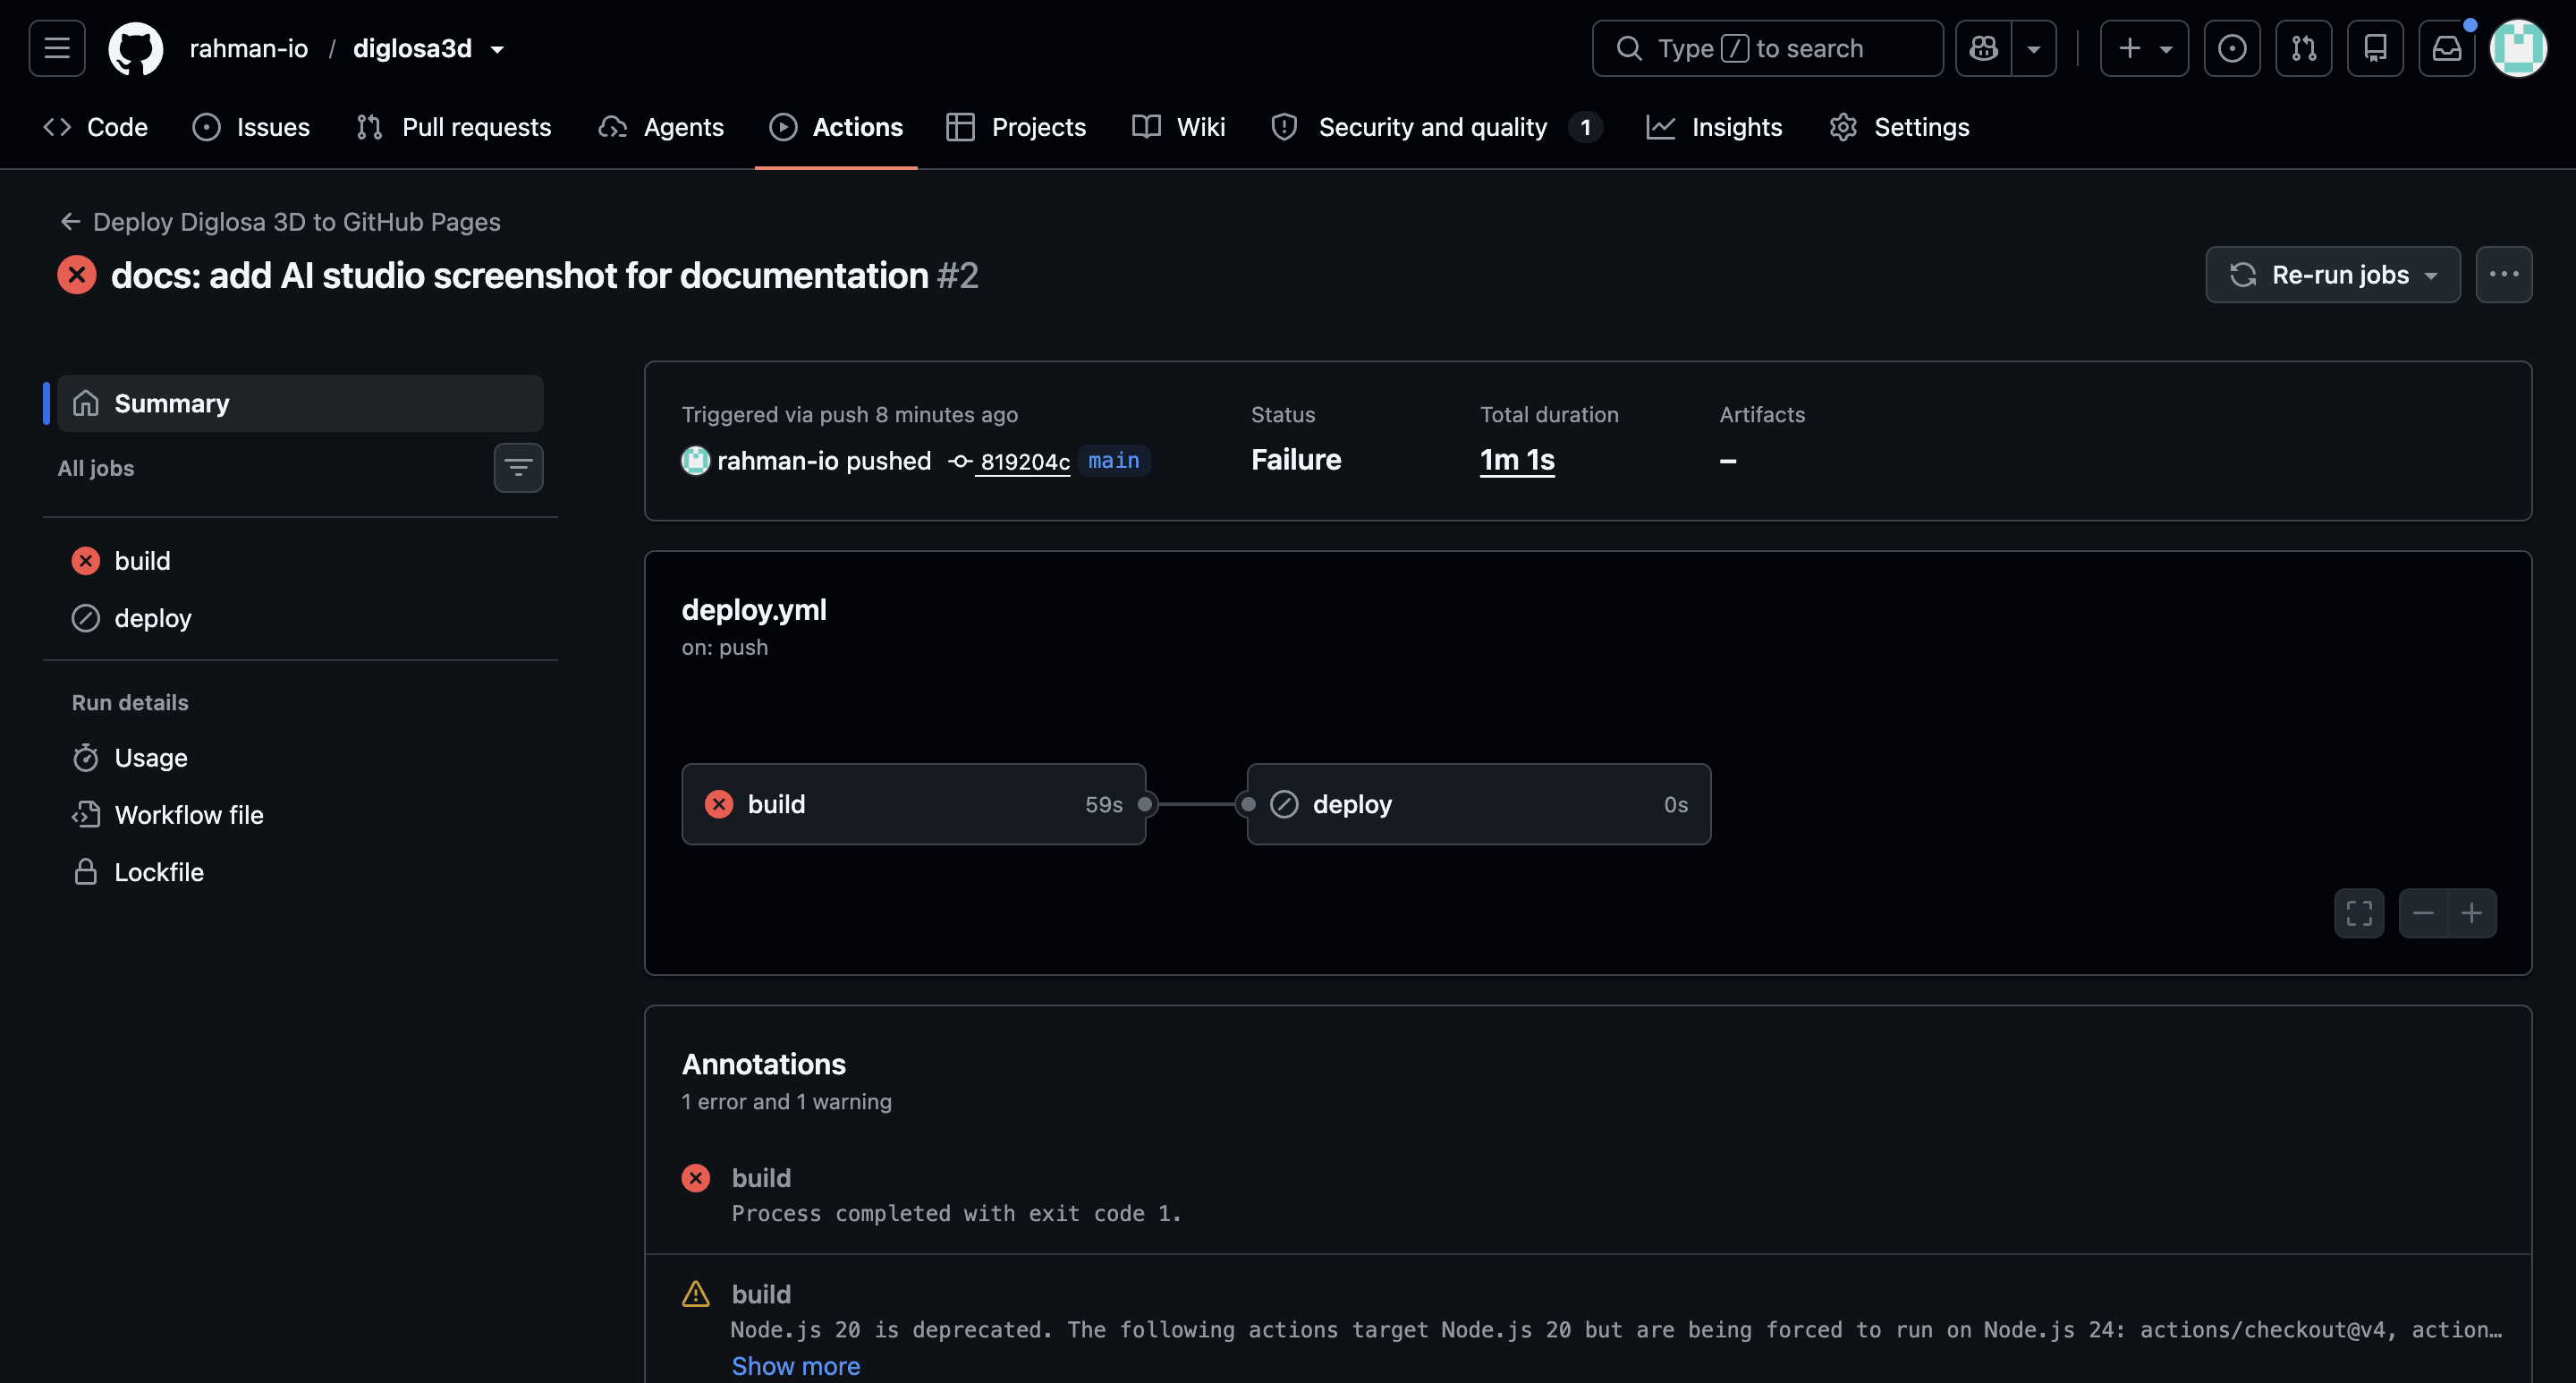 rahman-io / diglosa3d
Type / to search
Code Issues Pull requests Agents Actions Projects Wiki Security and quality 1 Insights Settings
Deploy Diglosa 3D to GitHub Pages
docs: add AI studio screenshot for documentation #2
Re-run jobs
Summary
All jobs
build
deploy
Run details
Usage
Workflow file
Lockfile
Triggered via push 8 minutes ago
rahman-io pushed 819204c main
Status
Failure
Total duration
1m 1s
Artifacts
–
deploy.yml
on: push
build 59s
deploy 0s
Annotations
1 error and 1 warning
build
Process completed with exit code 1.
build
Node.js 20 is deprecated. The following actions target Node.js 20 but are being forced to run on Node.js 24: actions/checkout@v4, action…
Show more